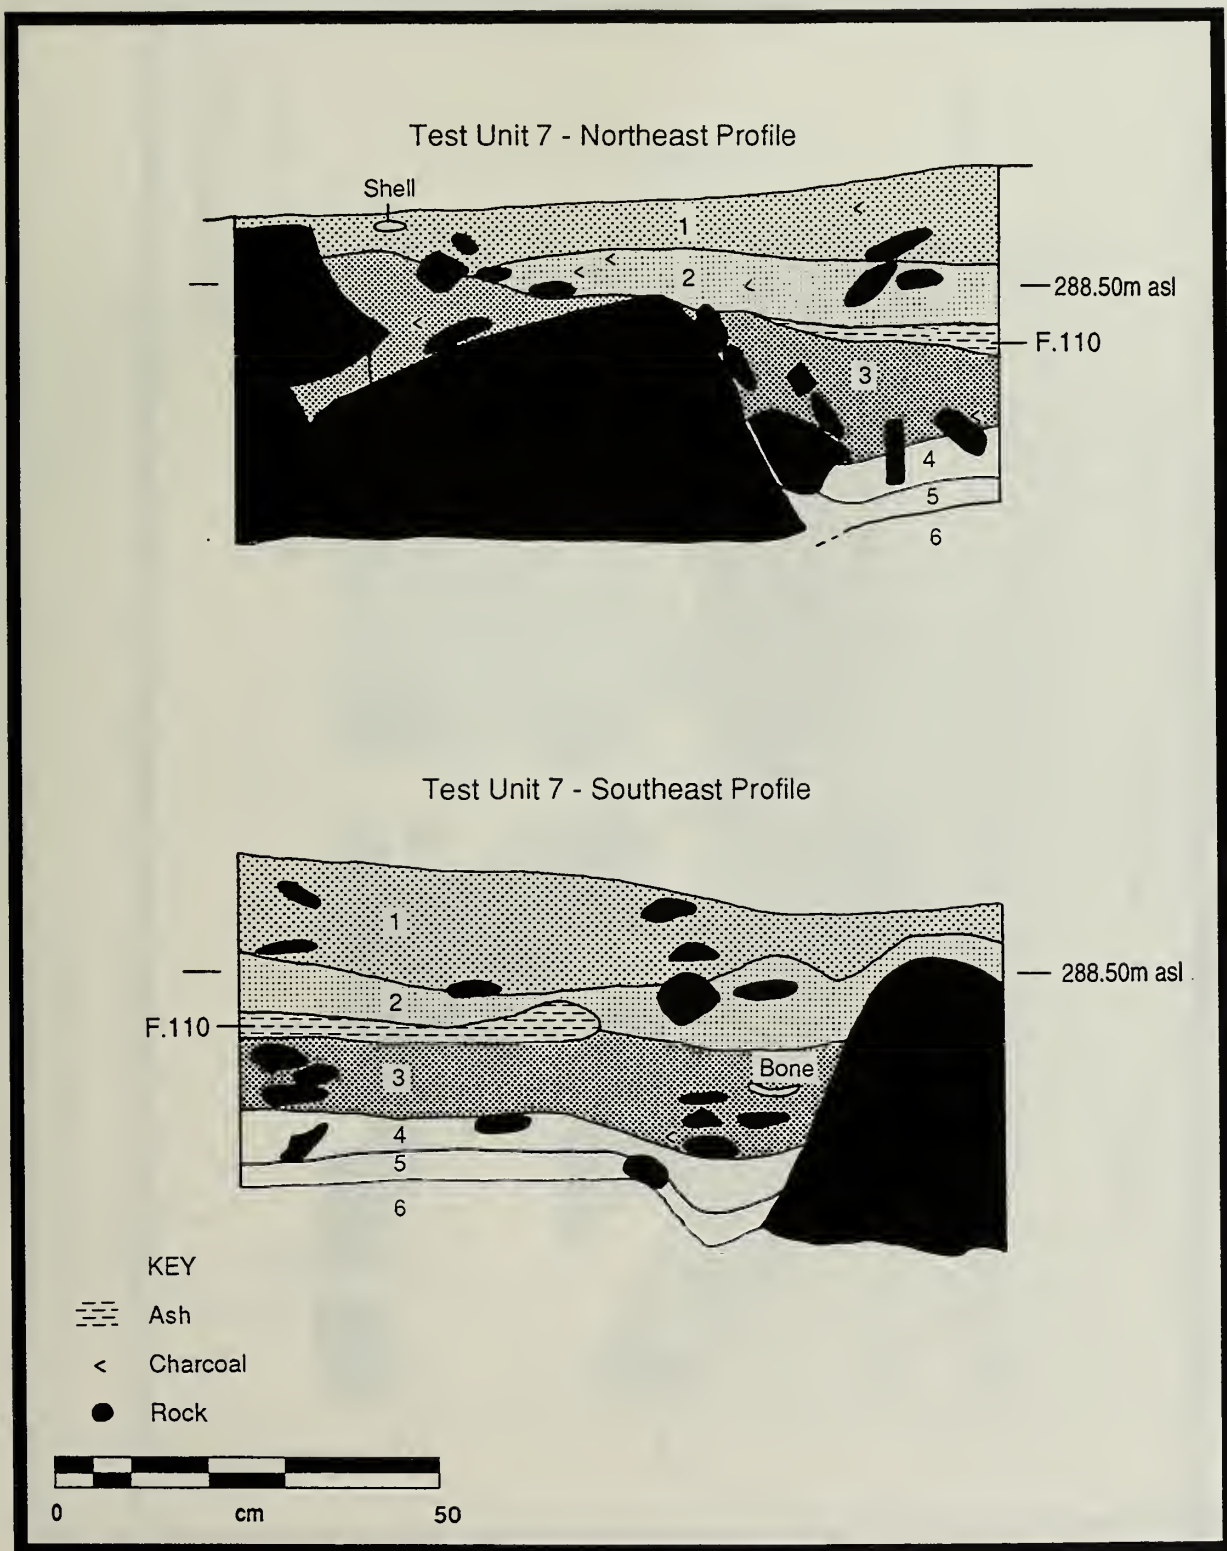 Test Unit 7 - Northeast Profile
Shell
1
2
288.50m asl
F.110
3
4
5
6
Test Unit 7 - Southeast Profile
1
288.50m asl
2
F.110
Bone
3
4
5
6
KEY
Ash
< Charcoal
Rock
0 cm 50